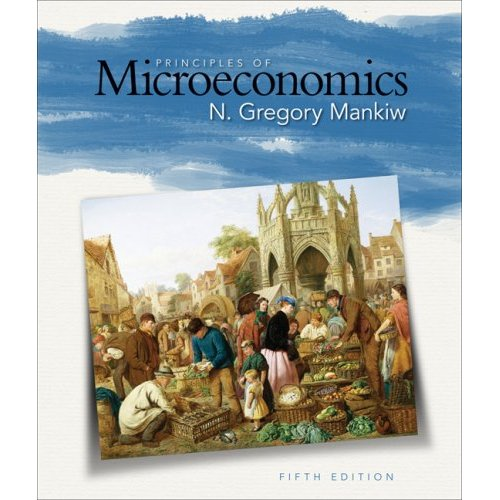 PRINCIPLES OF
Microeconomics
N. Gregory Mankiw
FIFTH EDITION